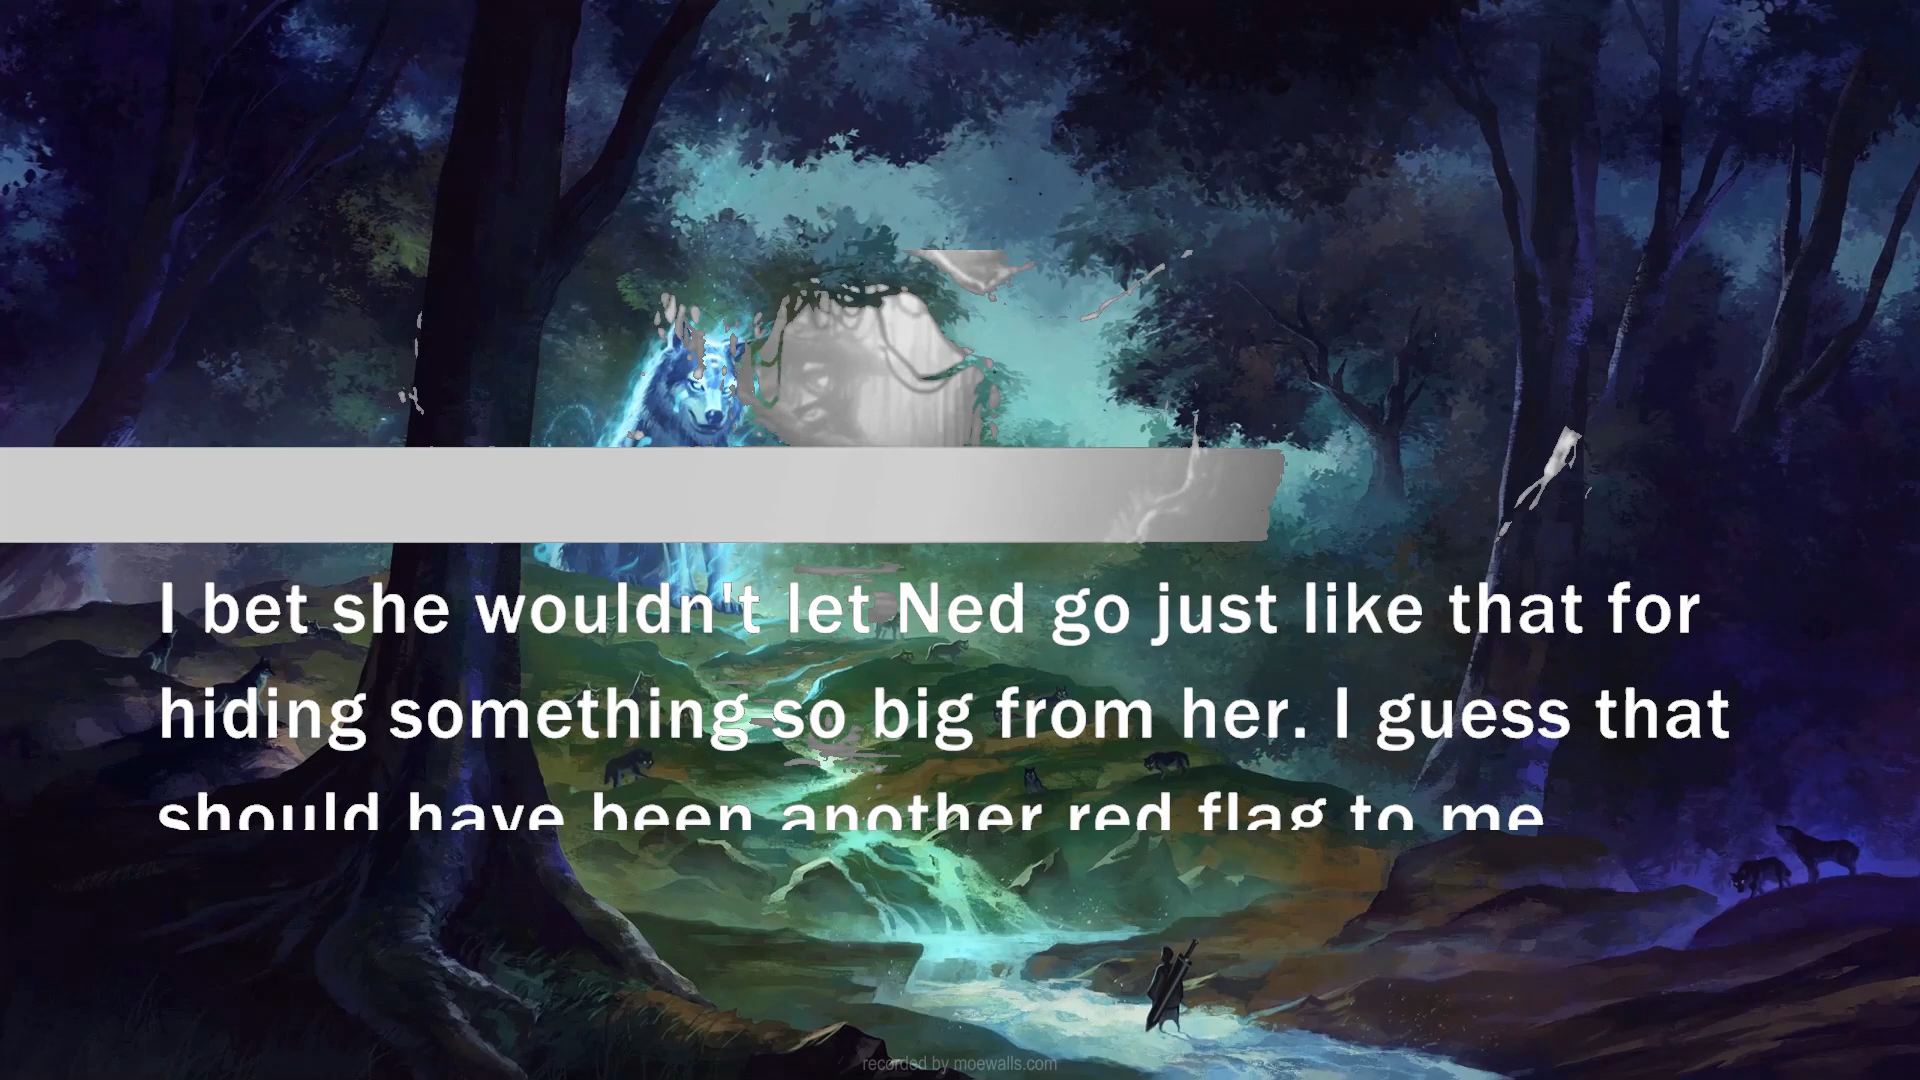 I bet she wouldn't let Ned go just like that for
hiding something so big from her. I guess that
should have been another red flag to me
recorded by moewalls.com